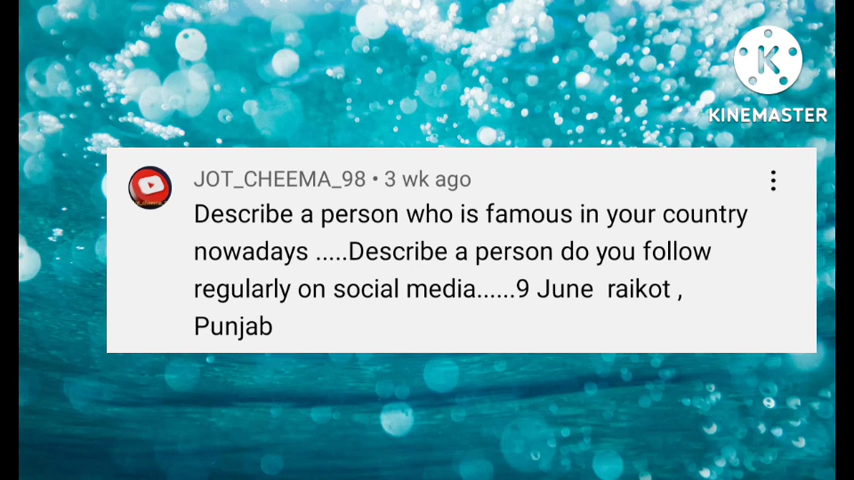 K
KINEMASTER
JOT_CHEEMA_98 • 3 wk ago
Describe a person who is famous in your country
nowadays .....Describe a person do you follow
regularly on social media......9 June raikot ,
Punjab